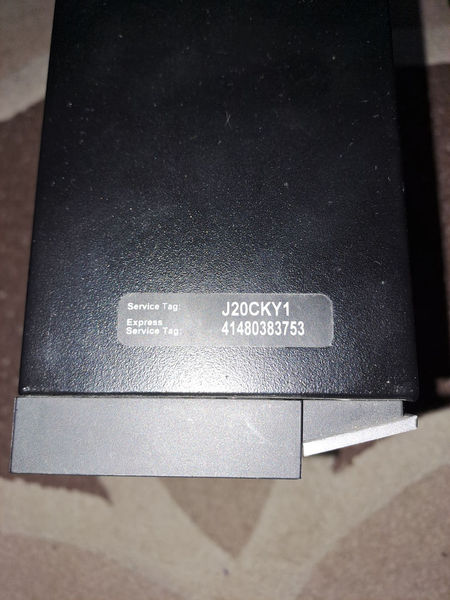 Service Tag: J20CKY1
Express
Service Tag: 41480383753